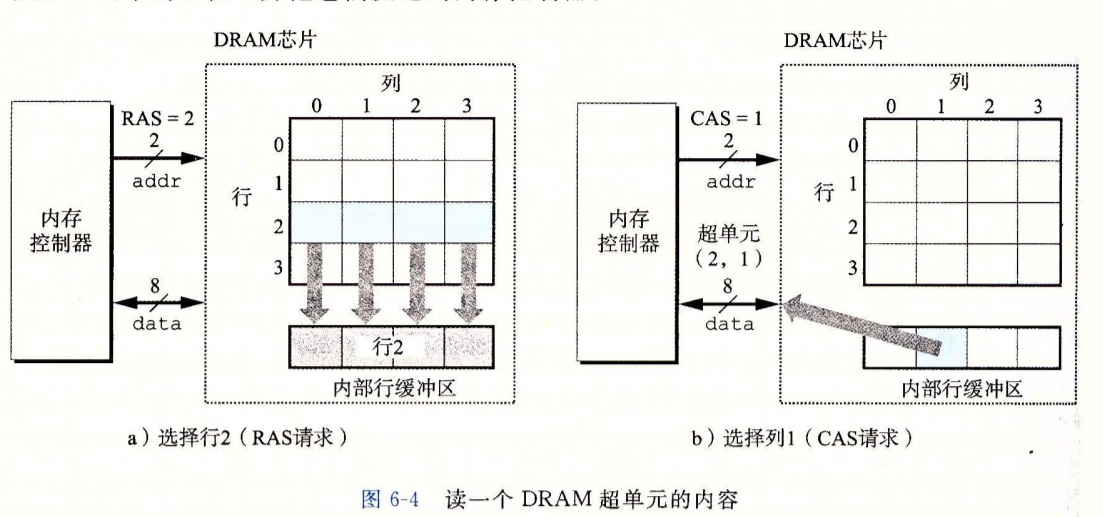 DRAM芯片
列
0 1 2 3
RAS = 2
2
addr
行
0
1
2
3
内存
控制器
8
data
行2
内部行缓冲区
a）选择行2（RAS请求）
DRAM芯片
列
0 1 2 3
CAS = 1
2
addr
行
0
1
2
3
内存
控制器
超单元
（2，1）
8
data
内部行缓冲区
b）选择列1（CAS请求）
图 6-4 读一个 DRAM 超单元的内容